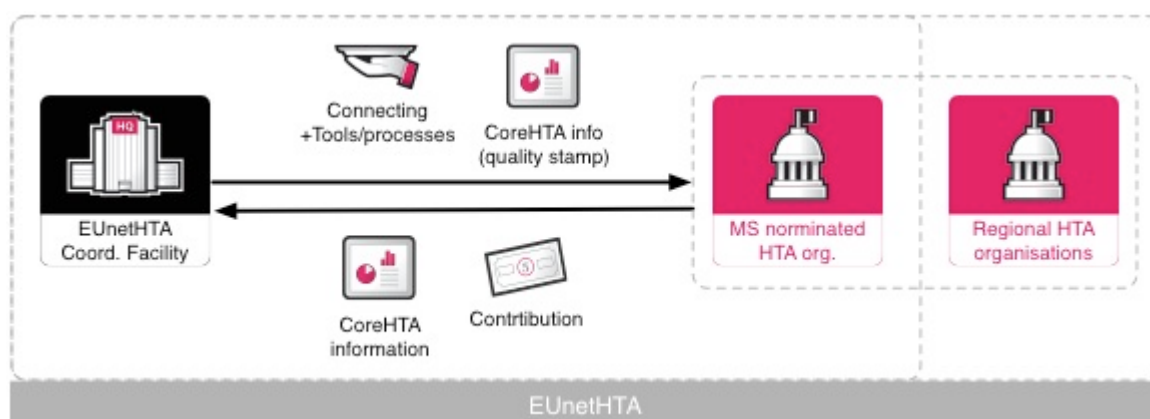 Connecting
+Tools/processes
CoreHTA info
(quality stamp)
HQ
EUnetHTA
Coord. Facility
MS norminated
HTA org.
Regional HTA
organisations
CoreHTA
information
5
Contrtibution
EUnetHTA